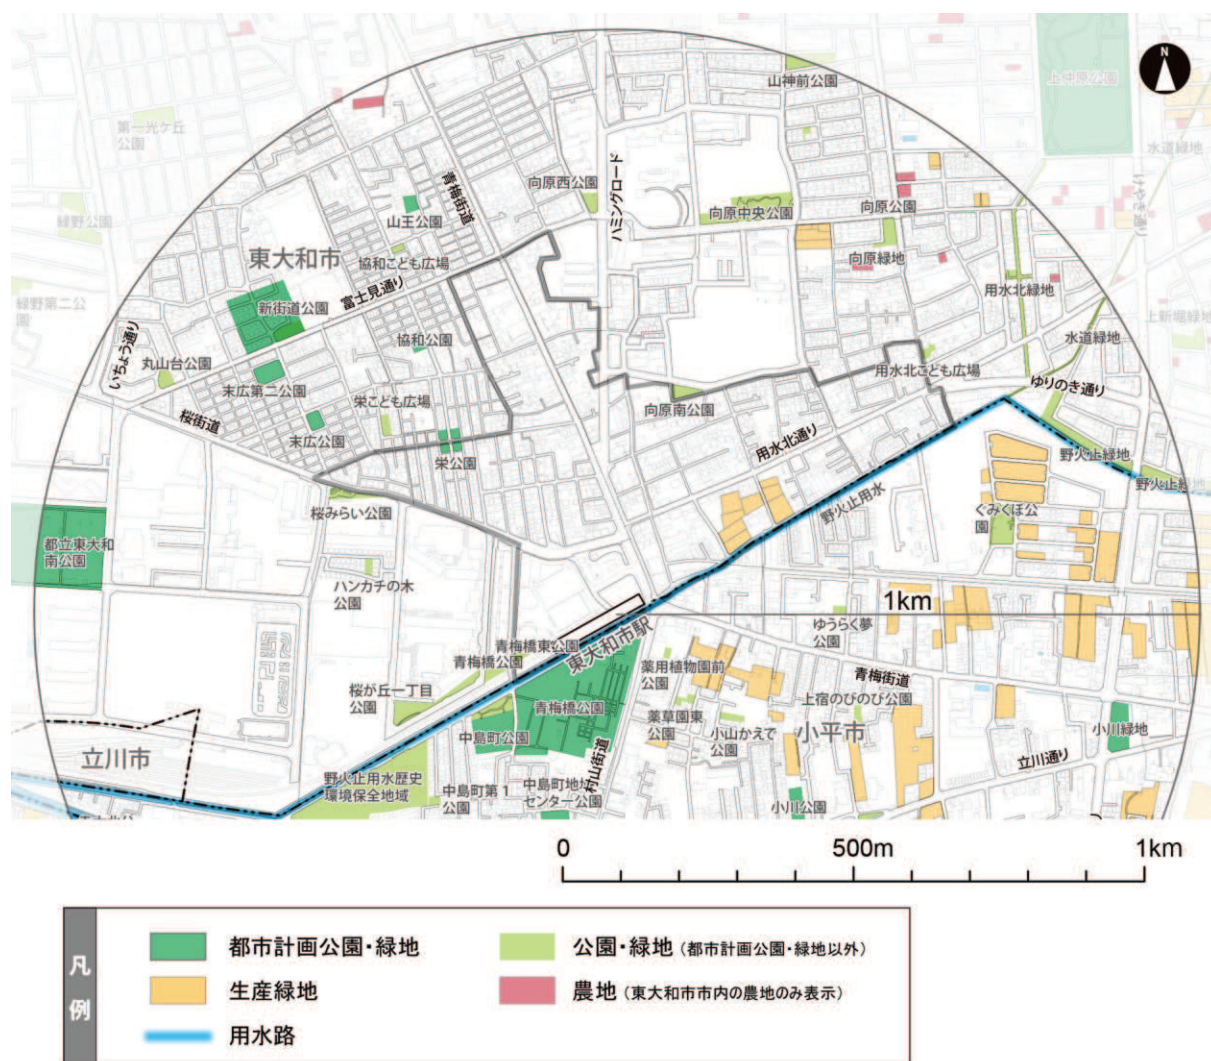 N
山神前公園
上仲原公園
第一光ケ丘
公園
水道緑地
けやき通り
青梅街道
向原西公園
ハミングロード
緑野公園
山王公園
向原中央公園
向原公園
東大和市
協和こども広場
向原緑地
緑野第二公
園
新街道公園
富士見通り
用水北緑地
上新堀緑地
いちょう通り
丸山台公園
協和公園
水道緑地
末広第二公園
栄こども広場
用水北こども広場
ゆりのき通り
桜街道
末広公園
向原南公園
用水北通り
栄公園
野火止緑地
野火止緑地
桜みらい公園
野火止用水
ぐみくぼ公
園
都立東大和
南公園
ハンカチの木
公園
1km
ゆうらく夢
公園
青梅橋東公園
東大和市駅
青梅橋公園
薬用植物園前
公園
青梅街道
桜が丘一丁目
公園
青梅橋公園
上宿のびのび公園
中島町公園
薬草園東
公園
小山かえで
公園
小平市
小川緑地
立川市
村山街道
立川通り
野火止用水歴史
環境保全地域
中島町第1
公園
中島町地域
センター公園
小川公園
0
500m
1km
凡例
都市計画公園・緑地
公園・緑地(都市計画公園・緑地以外)
生産緑地
農地(東大和市市内の農地のみ表示)
用水路